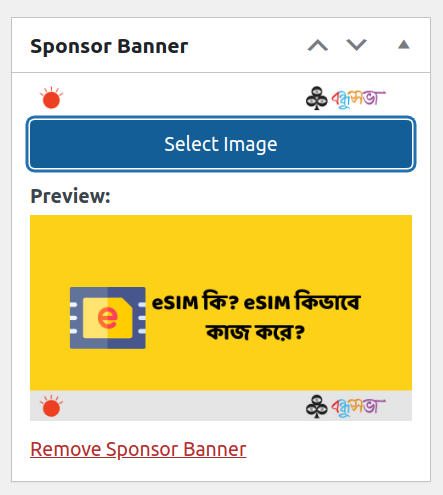 Sponsor Banner
বন্ধুসভা
Select Image
Preview:
e
eSIM কি? eSIM কিভাবে
কাজ করে?
বন্ধুসভা
Remove Sponsor Banner